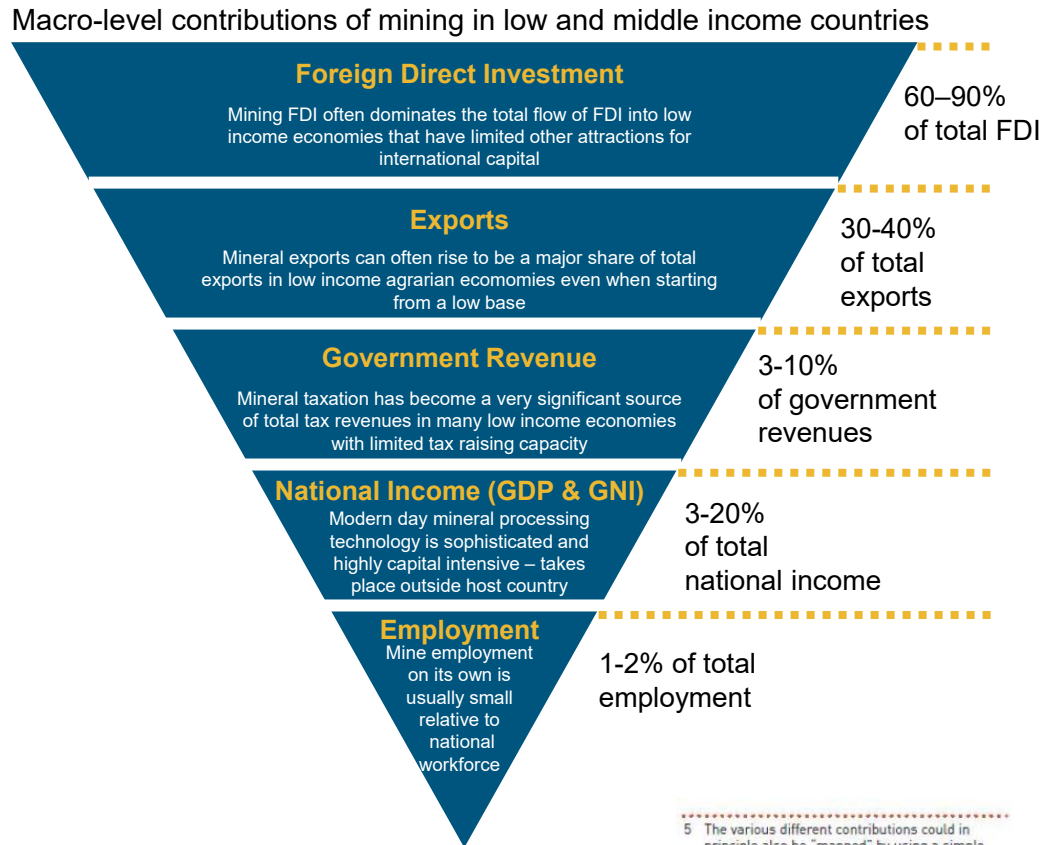 Macro-level contributions of mining in low and middle income countries
Foreign Direct Investment
Mining FDI often dominates the total flow of FDI into low
income economies that have limited other attractions for
international capital
60–90%
of total FDI
Exports
Mineral exports can often rise to be a major share of total
exports in low income agrarian ecomomies even when starting
from a low base
30-40%
of total
exports
Government Revenue
Mineral taxation has become a very significant source
of total tax revenues in many low income economies
with limited tax raising capacity
3-10%
of government
revenues
National Income (GDP & GNI)
Modern day mineral processing
technology is sophisticated and
highly capital intensive – takes
place outside host country
3-20%
of total
national income
Employment
Mine employment
on its own is
usually small
relative to
national
workforce
1-2% of total
employment
5 The various different contributions could in
principle also be "mapped" by using a simple